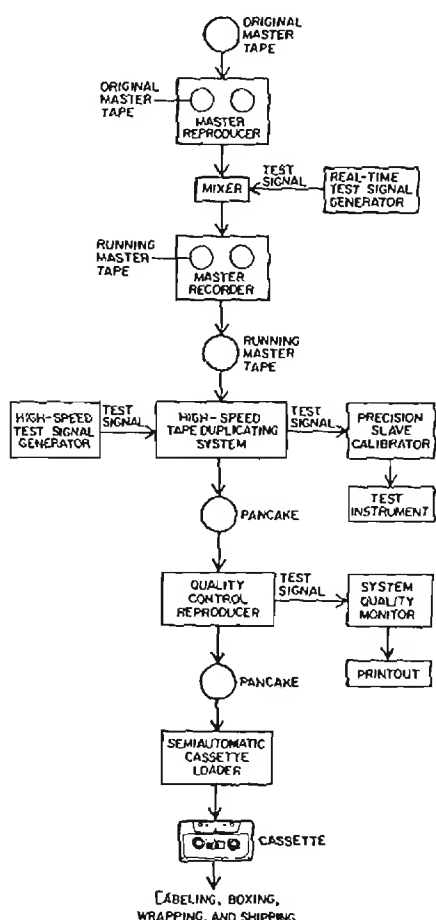 ORIGINAL
MASTER
TAPE
ORIGINAL
MASTER
TAPE
MASTER
REPRODUCER
MIXER
TEST
SIGNAL
REAL-TIME
TEST SIGNAL
GENERATOR
RUNNING
MASTER
TAPE
MASTER
RECORDER
RUNNING
MASTER
TAPE
HIGH-SPEED
TEST SIGNAL
GENERATOR
TEST
SIGNAL
HIGH-SPEED
TAPE DUPLICATING
SYSTEM
TEST
SIGNAL
PRECISION
SLAVE
CALIBRATOR
TEST
INSTRUMENT
PANCAKE
QUALITY
CONTROL
REPRODUCER
TEST
SIGNAL
SYSTEM
QUALITY
MONITOR
PRINTOUT
PANCAKE
SEMIAUTOMATIC
CASSETTE
LOADER
CASSETTE
LABELING, BOXING,
WRAPPING, AND SHIPPING